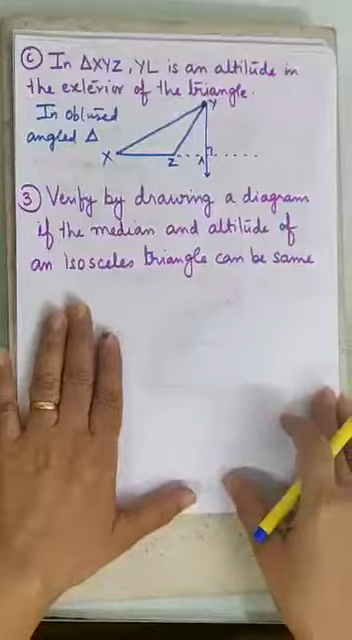 (c) In ΔXYZ, YL is an altitude in
the exterior of the triangle.
In obtused
angled Δ
Y
X
Z
3) Verify by drawing a diagram
if the median and altitude of
an isosceles triangle can be same